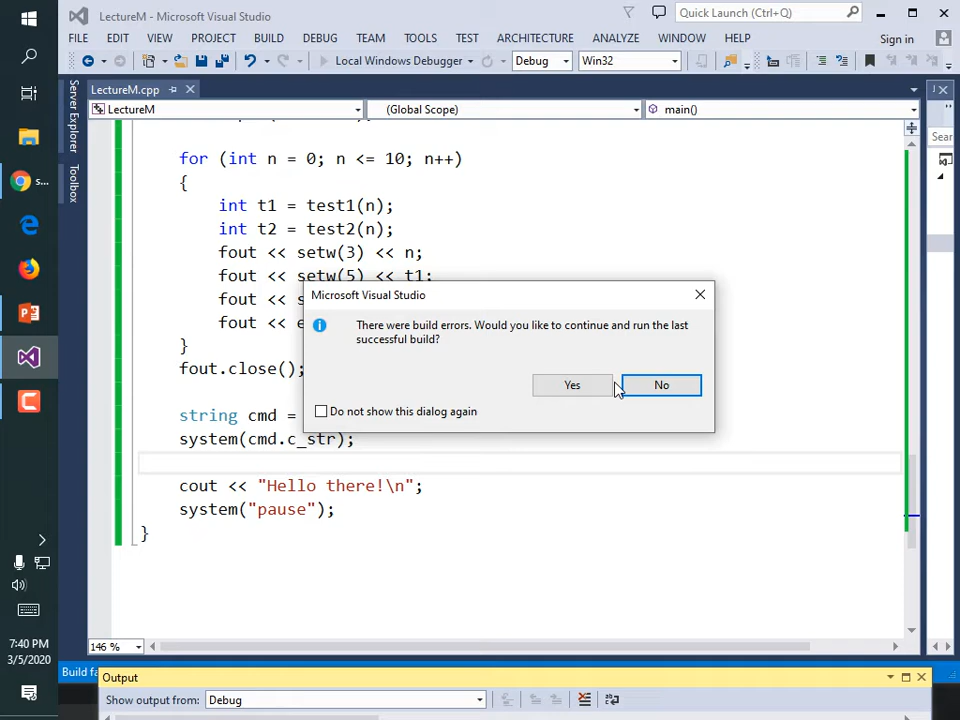 LectureM - Microsoft Visual Studio
Quick Launch (Ctrl+Q)
FILE EDIT VIEW PROJECT BUILD DEBUG TEAM TOOLS TEST ARCHITECTURE ANALYZE WINDOW HELP Sign in
Local Windows Debugger Debug Win32
LectureM.cpp
LectureM (Global Scope) main()
Server Explorer
Toolbox
Sear
s...
for (int n = 0; n <= 10; n++)
{
int t1 = test1(n);
int t2 = test2(n);
fout << setw(3) << n;
fout << setw(5) << t1;
fout << s
fout << e
}
fout.close();
string cmd =
system(cmd.c_str);
cout << "Hello there!\n";
system("pause");
}
Microsoft Visual Studio
There were build errors. Would you like to continue and run the last
successful build?
Yes No
Do not show this dialog again
146 %
7:40 PM
3/5/2020
Build fa
Output
Show output from: Debug